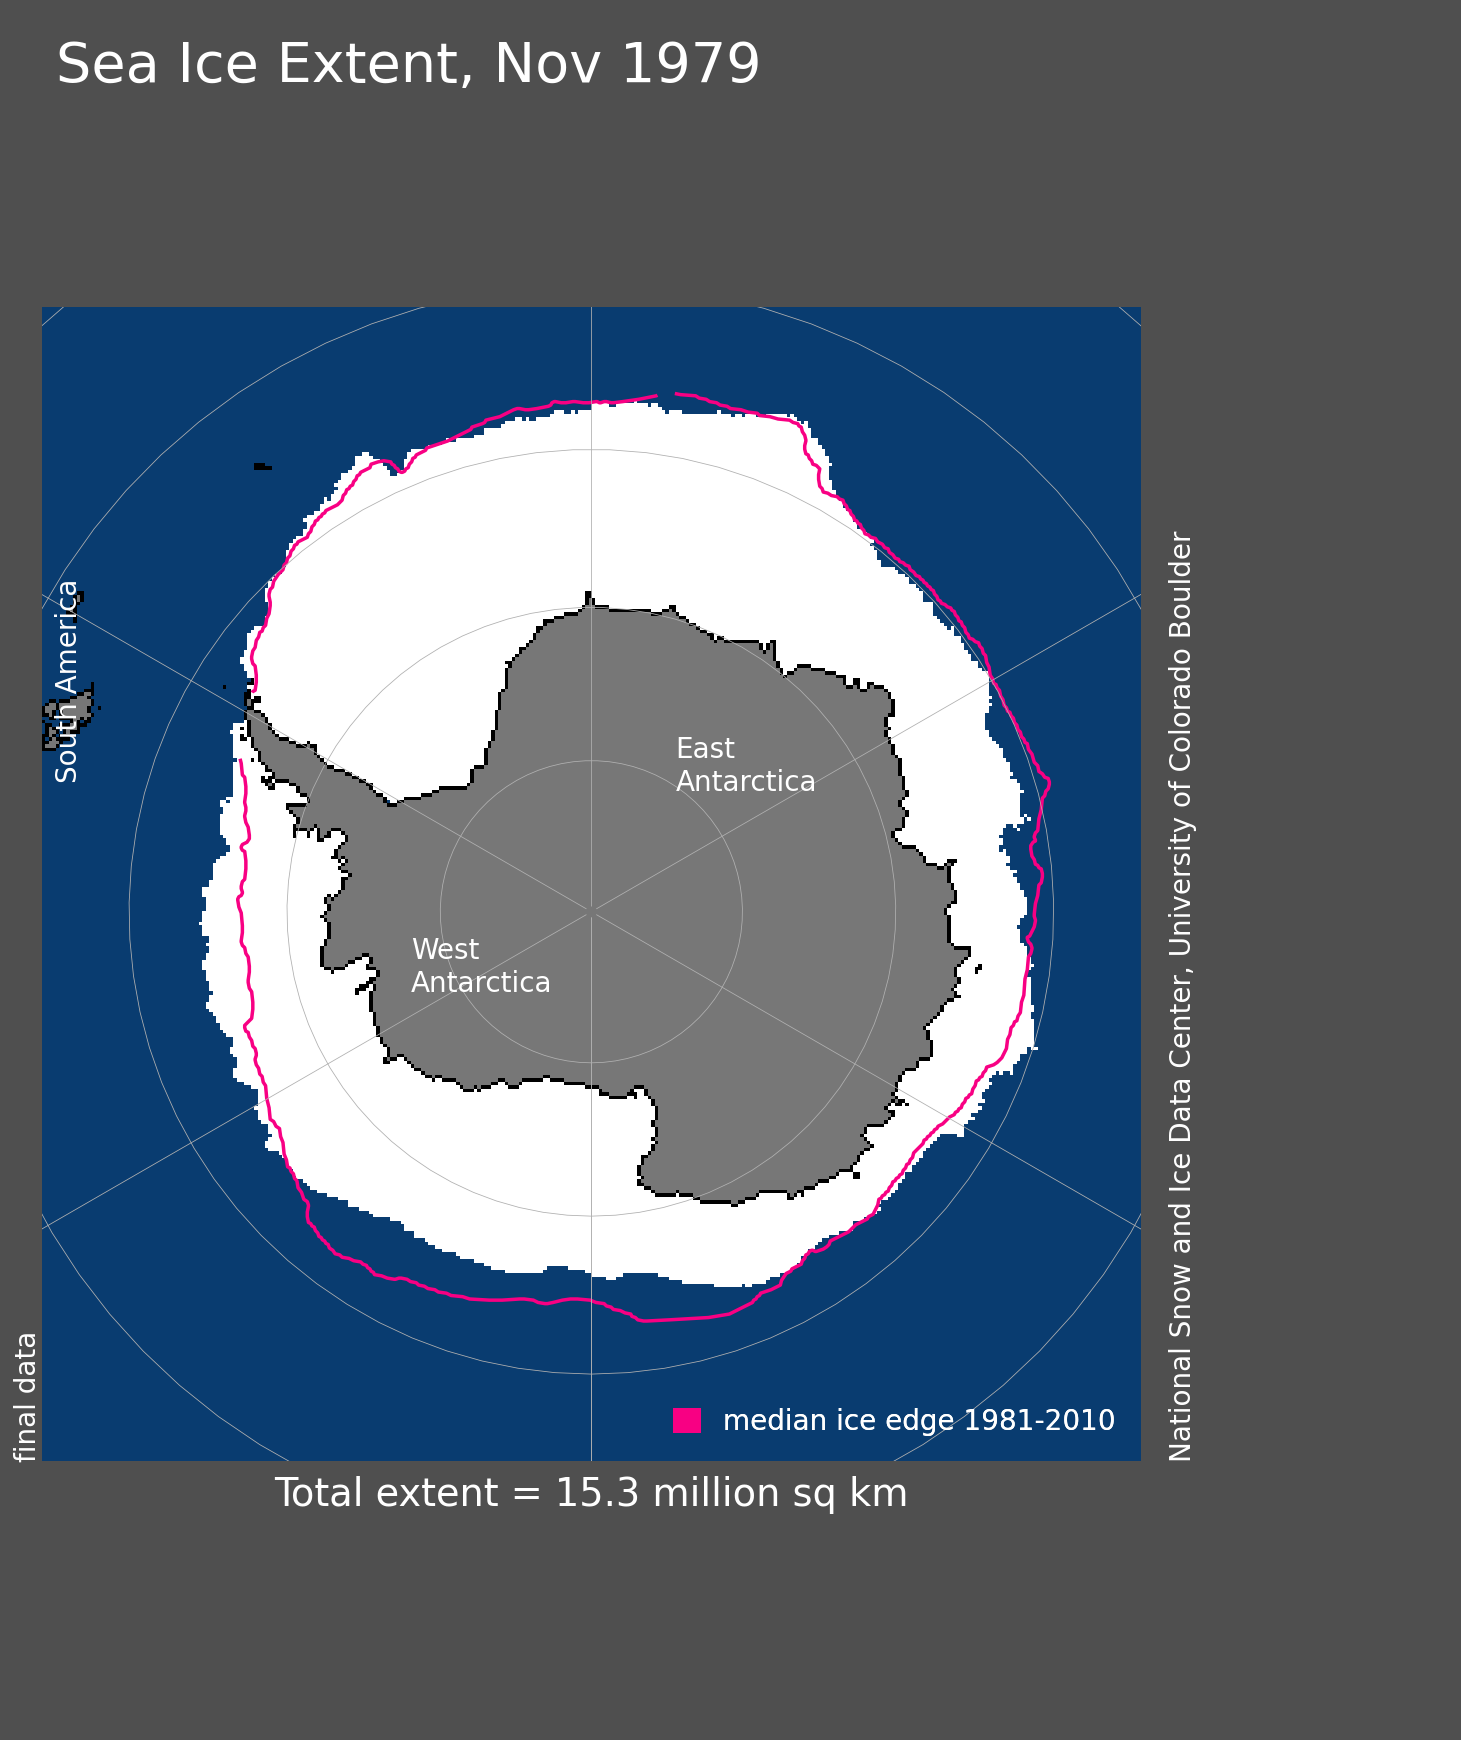 Sea Ice Extent, Nov 1979
South America
East
Antarctica
West
Antarctica
median ice edge 1981-2010
final data
National Snow and Ice Data Center, University of Colorado Boulder
Total extent = 15.3 million sq km